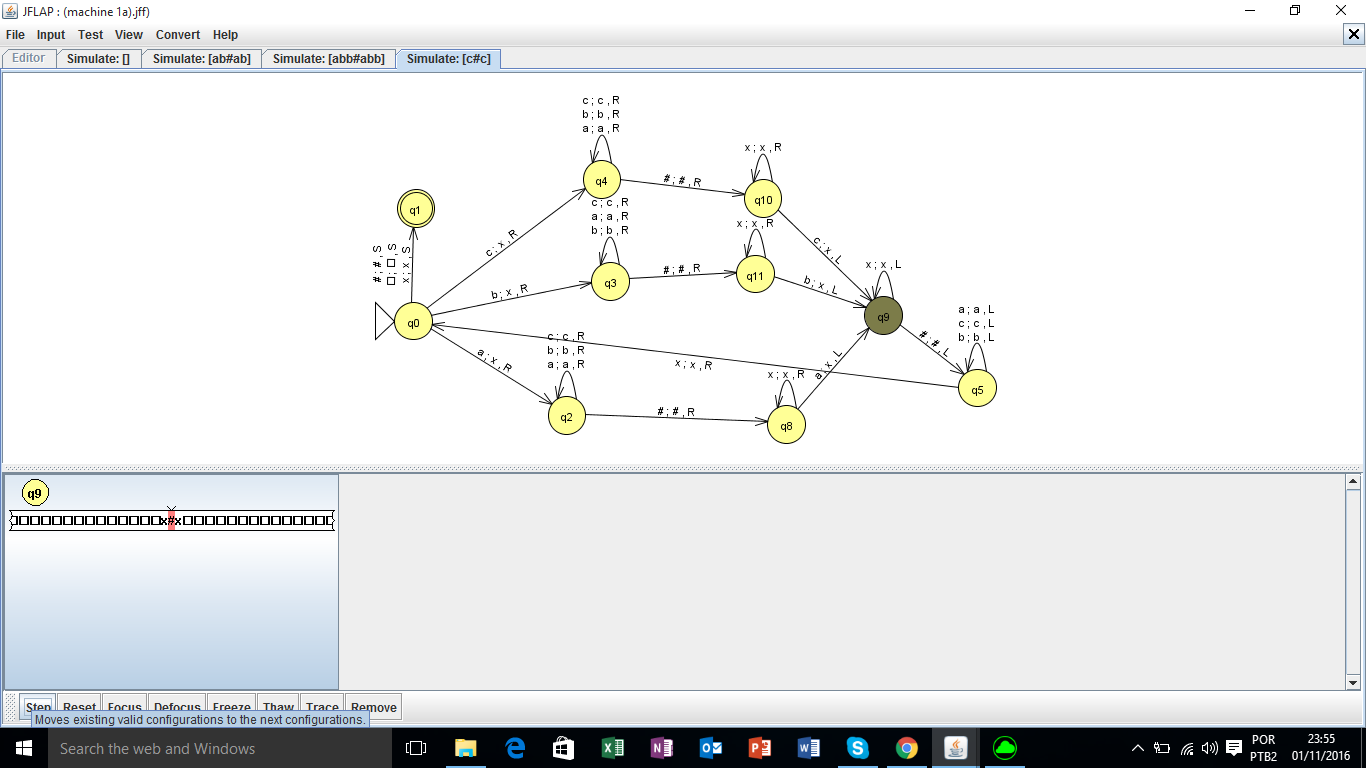 JFLAP : (machine 1a).jff)
File Input Test View Convert Help
Editor Simulate: [] Simulate: [ab#ab] Simulate: [abb#abb] Simulate: [c#c]
c ; c , R
b ; b , R
a ; a , R
q4
# ; # , R
x ; x , R
q10
q1
# ; # , S
□ ; □ , S
x ; x , S
c ; x , R
c ; c , R
a ; a , R
b ; b , R
q3
# ; # , R
x ; x , R
q11
c ; x , L
b ; x , R
b ; x , L
x ; x , L
q9
q0
# ; # , L
a ; a , L
c ; c , L
b ; b , L
q5
x ; x , R
a ; x , R
c ; c , R
b ; b , R
a ; a , R
q2
# ; # , R
x ; x , R
q8
a ; x , L
q9
x#x
Step Reset Focus Defocus Freeze Thaw Trace Remove
Moves existing valid configurations to the next configurations.
Search the web and Windows
POR
PTB2
23:55
01/11/2016